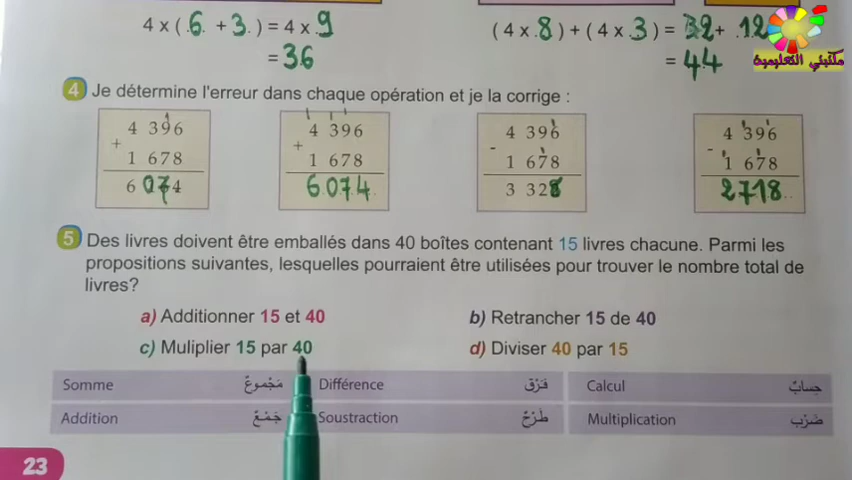 4 x ( .6. + 3. ) = 4 x .9
= 36
( 4 x .8 ) + ( 4 x .3 ) = 32 + .12
= 44
مكتبتي التعليمية
4 Je détermine l'erreur dans chaque opération et je la corrige :
4 396 + 1 678 6 074
4 396 + 1 678 6.07.4.
4 396 - 1 678 3 328
4 396 - 1 678 2718
5 Des livres doivent être emballés dans 40 boîtes contenant 15 livres chacune. Parmi les
propositions suivantes, lesquelles pourraient être utilisées pour trouver le nombre total de
livres?
a) Additionner 15 et 40
b) Retrancher 15 de 40
c) Muliplier 15 par 40
d) Diviser 40 par 15
Somme مَجْموعٌ Différence فَرْق Calcul حِسابٌ
Addition جَمْعٌ Soustraction طَرْحٌ Multiplication ضَرْب
23